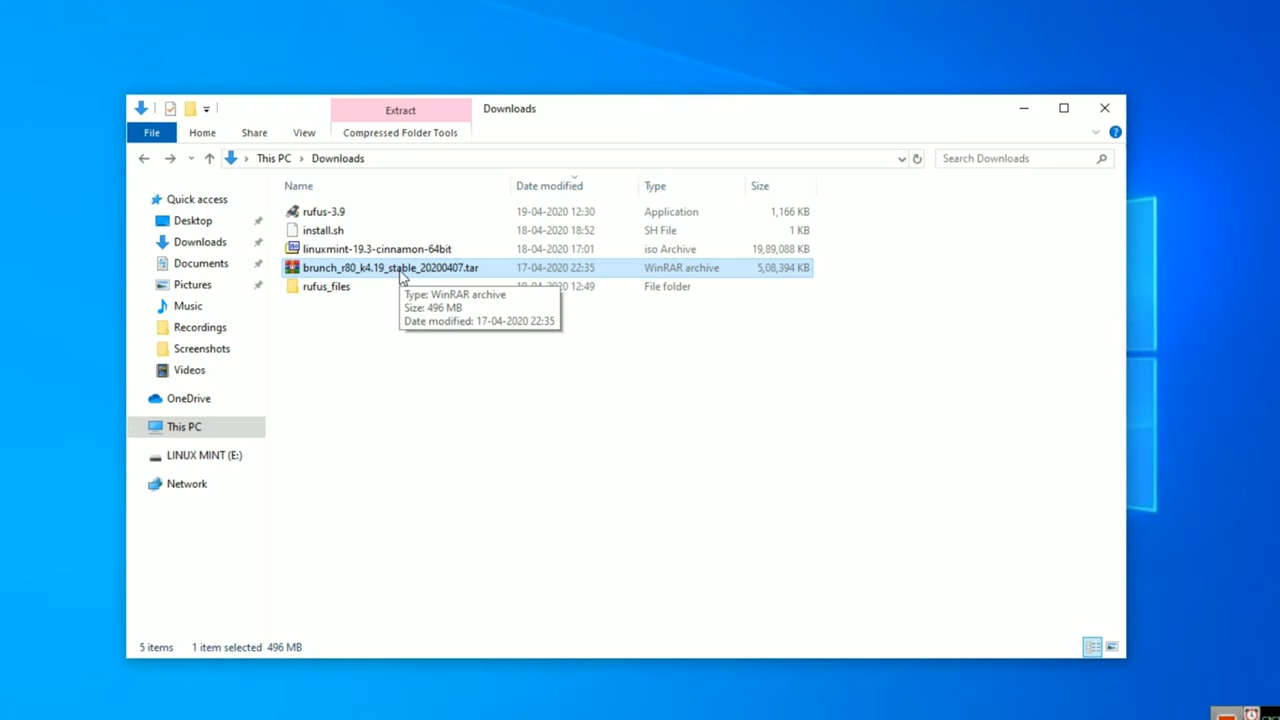 Extract
Downloads
File
Home
Share
View
Compressed Folder Tools
This PC
Downloads
Search Downloads
Name
Date modified
Type
Size
rufus-3.9
19-04-2020 12:30
Application
1,166 KB
install.sh
18-04-2020 18:52
SH File
1 KB
linuxmint-19.3-cinnamon-64bit
18-04-2020 17:01
iso Archive
19,89,088 KB
brunch_r80_k4.19_stable_20200407.tar
17-04-2020 22:35
WinRAR archive
5,08,394 KB
rufus_files
12:49
File folder
Type: WinRAR archive
Size: 496 MB
Date modified: 17-04-2020 22:35
Quick access
Desktop
Downloads
Documents
Pictures
Music
Recordings
Screenshots
Videos
OneDrive
This PC
LINUX MINT (E:)
Network
5 items
1 item selected 496 MB